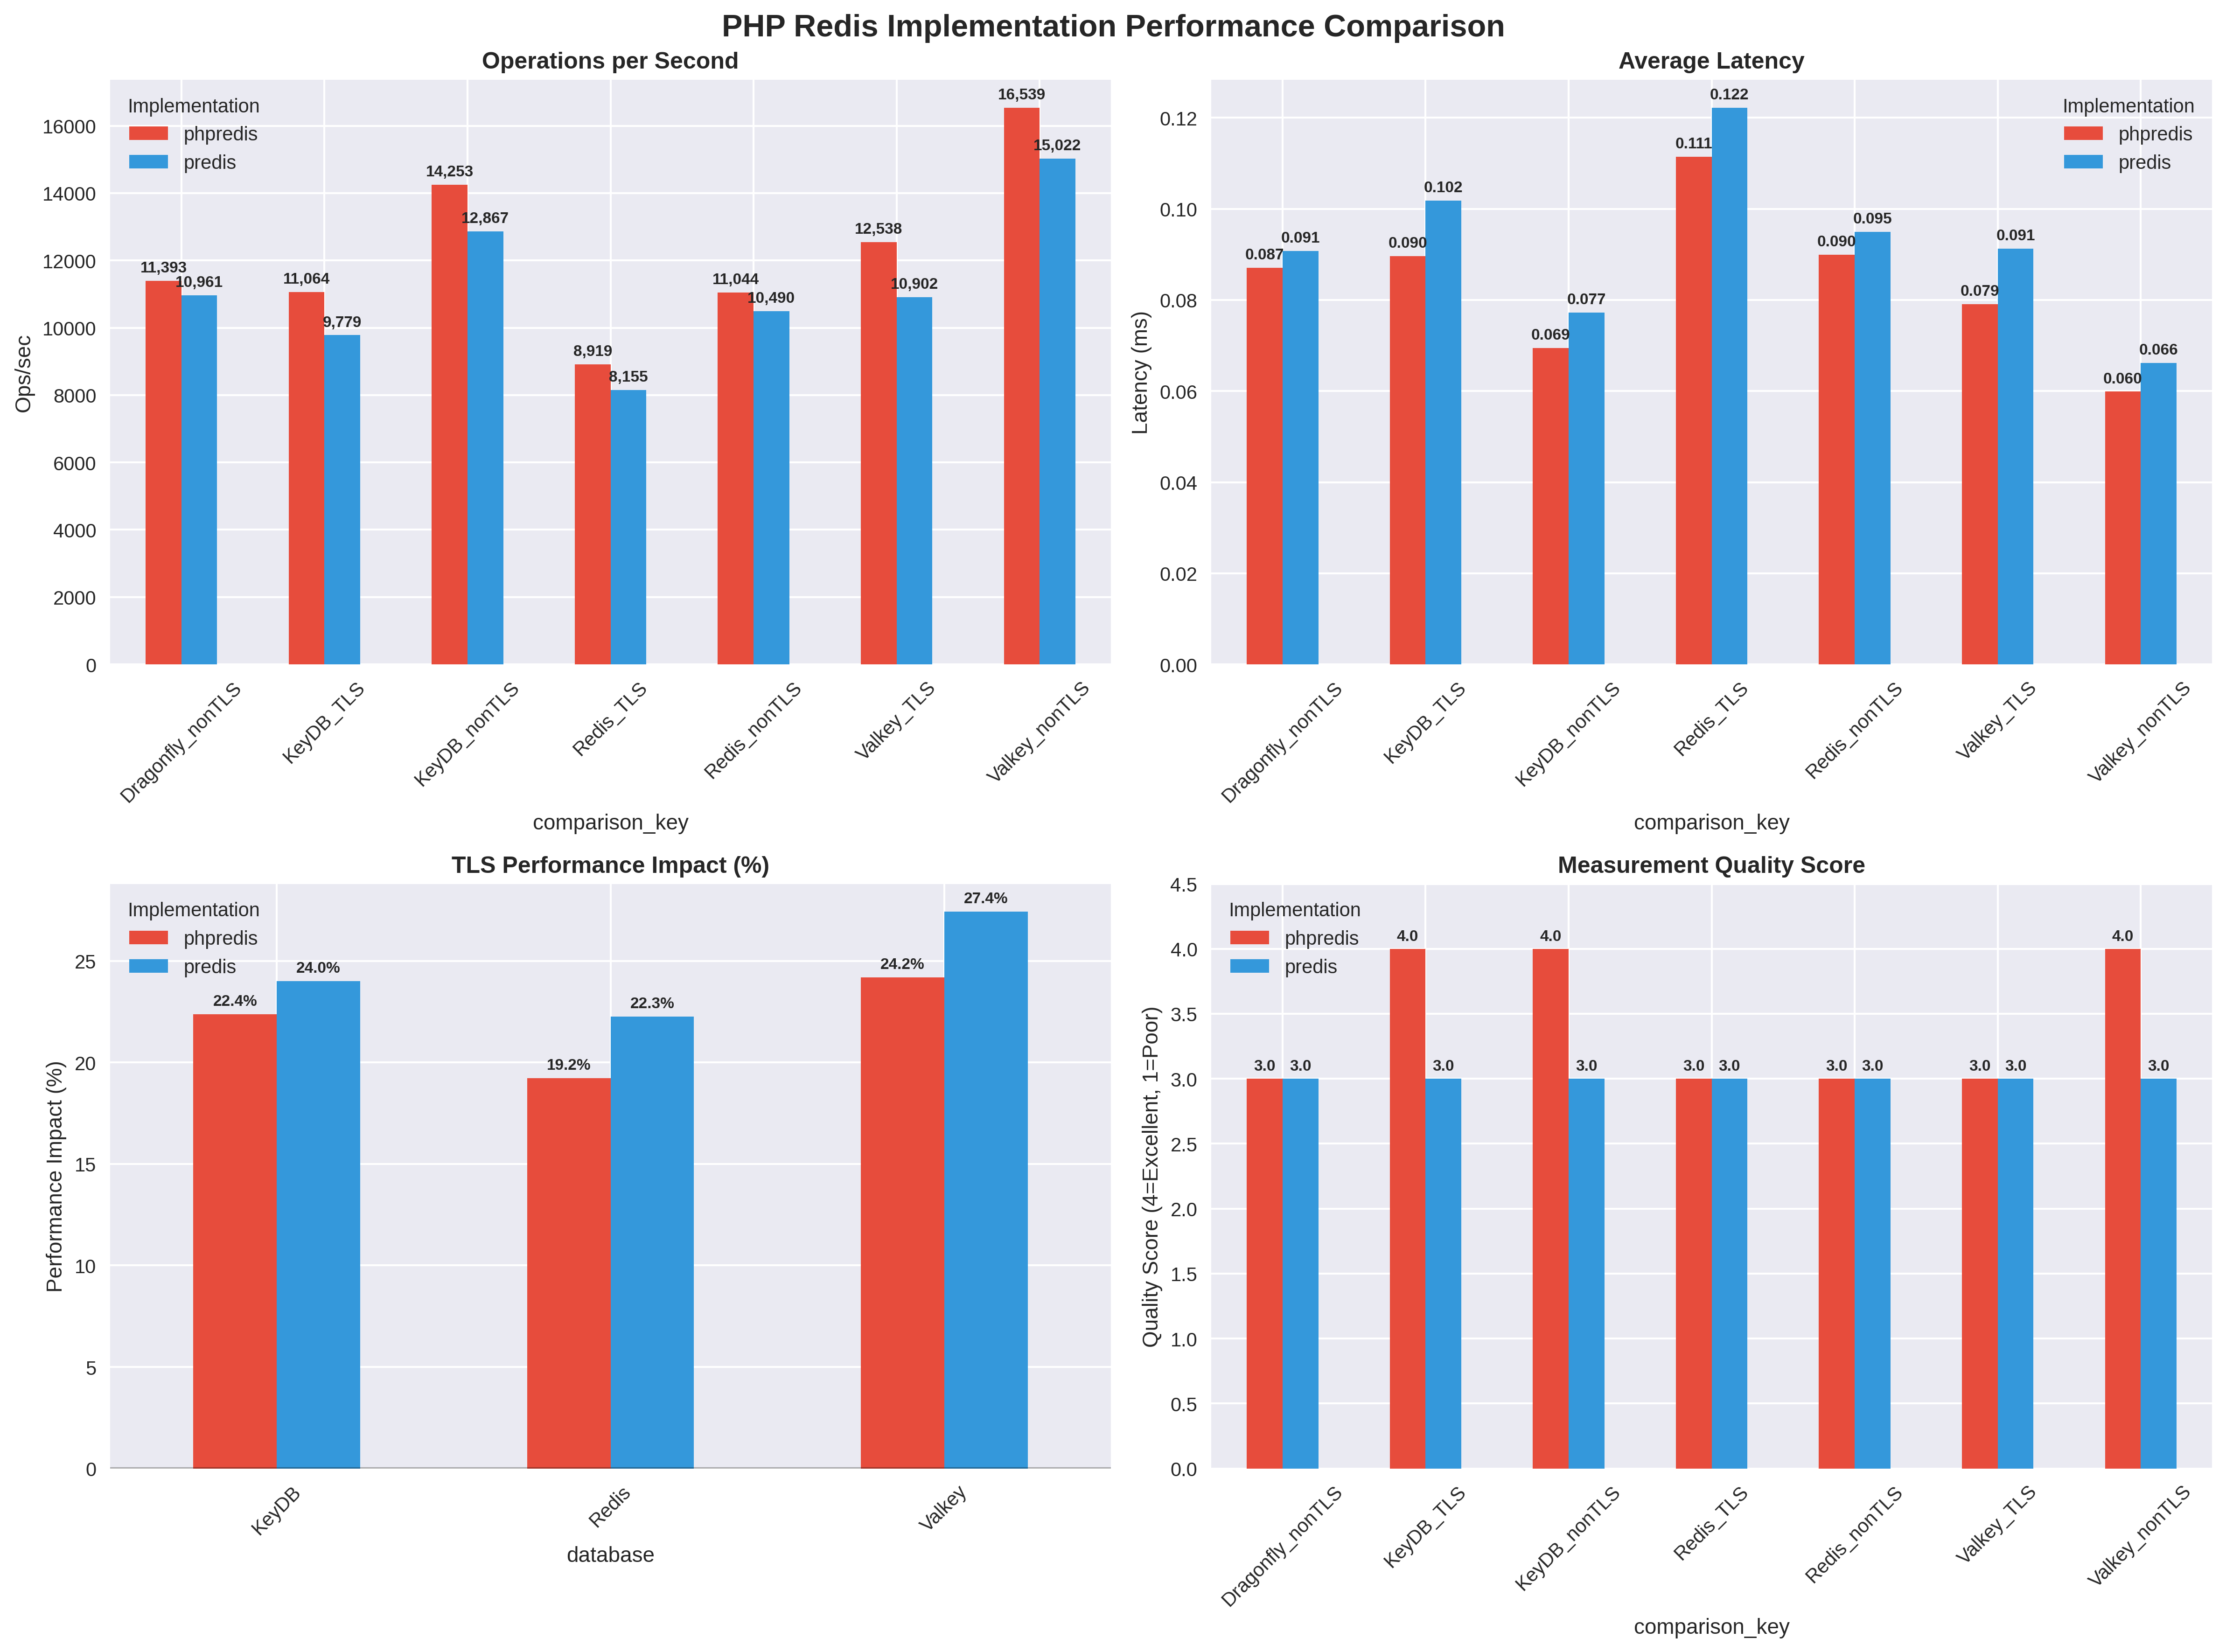 PHP Redis Implementation Performance Comparison
Operations per Second
Implementation
phpredis
predis
Ops/sec
16000
14000
12000
10000
8000
6000
4000
2000
0
11,393
10,961
11,064
9,779
14,253
12,867
8,919
8,155
11,044
10,490
12,538
10,902
16,539
15,022
Dragonfly_nonTLS
KeyDB_TLS
KeyDB_nonTLS
Redis_TLS
Redis_nonTLS
Valkey_TLS
Valkey_nonTLS
comparison_key
Average Latency
Implementation
phpredis
predis
Latency (ms)
0.12
0.10
0.08
0.06
0.04
0.02
0.00
0.087
0.091
0.090
0.102
0.069
0.077
0.111
0.122
0.090
0.095
0.079
0.091
0.060
0.066
Dragonfly_nonTLS
KeyDB_TLS
KeyDB_nonTLS
Redis_TLS
Redis_nonTLS
Valkey_TLS
Valkey_nonTLS
comparison_key
TLS Performance Impact (%)
Implementation
phpredis
predis
Performance Impact (%)
25
20
15
10
5
0
22.4%
24.0%
19.2%
22.3%
24.2%
27.4%
KeyDB
Redis
Valkey
database
Measurement Quality Score
Implementation
phpredis
predis
Quality Score (4=Excellent, 1=Poor)
4.5
4.0
3.5
3.0
2.5
2.0
1.5
1.0
0.5
0.0
3.0
3.0
4.0
3.0
4.0
3.0
3.0
3.0
3.0
3.0
3.0
3.0
4.0
3.0
Dragonfly_nonTLS
KeyDB_TLS
KeyDB_nonTLS
Redis_TLS
Redis_nonTLS
Valkey_TLS
Valkey_nonTLS
comparison_key